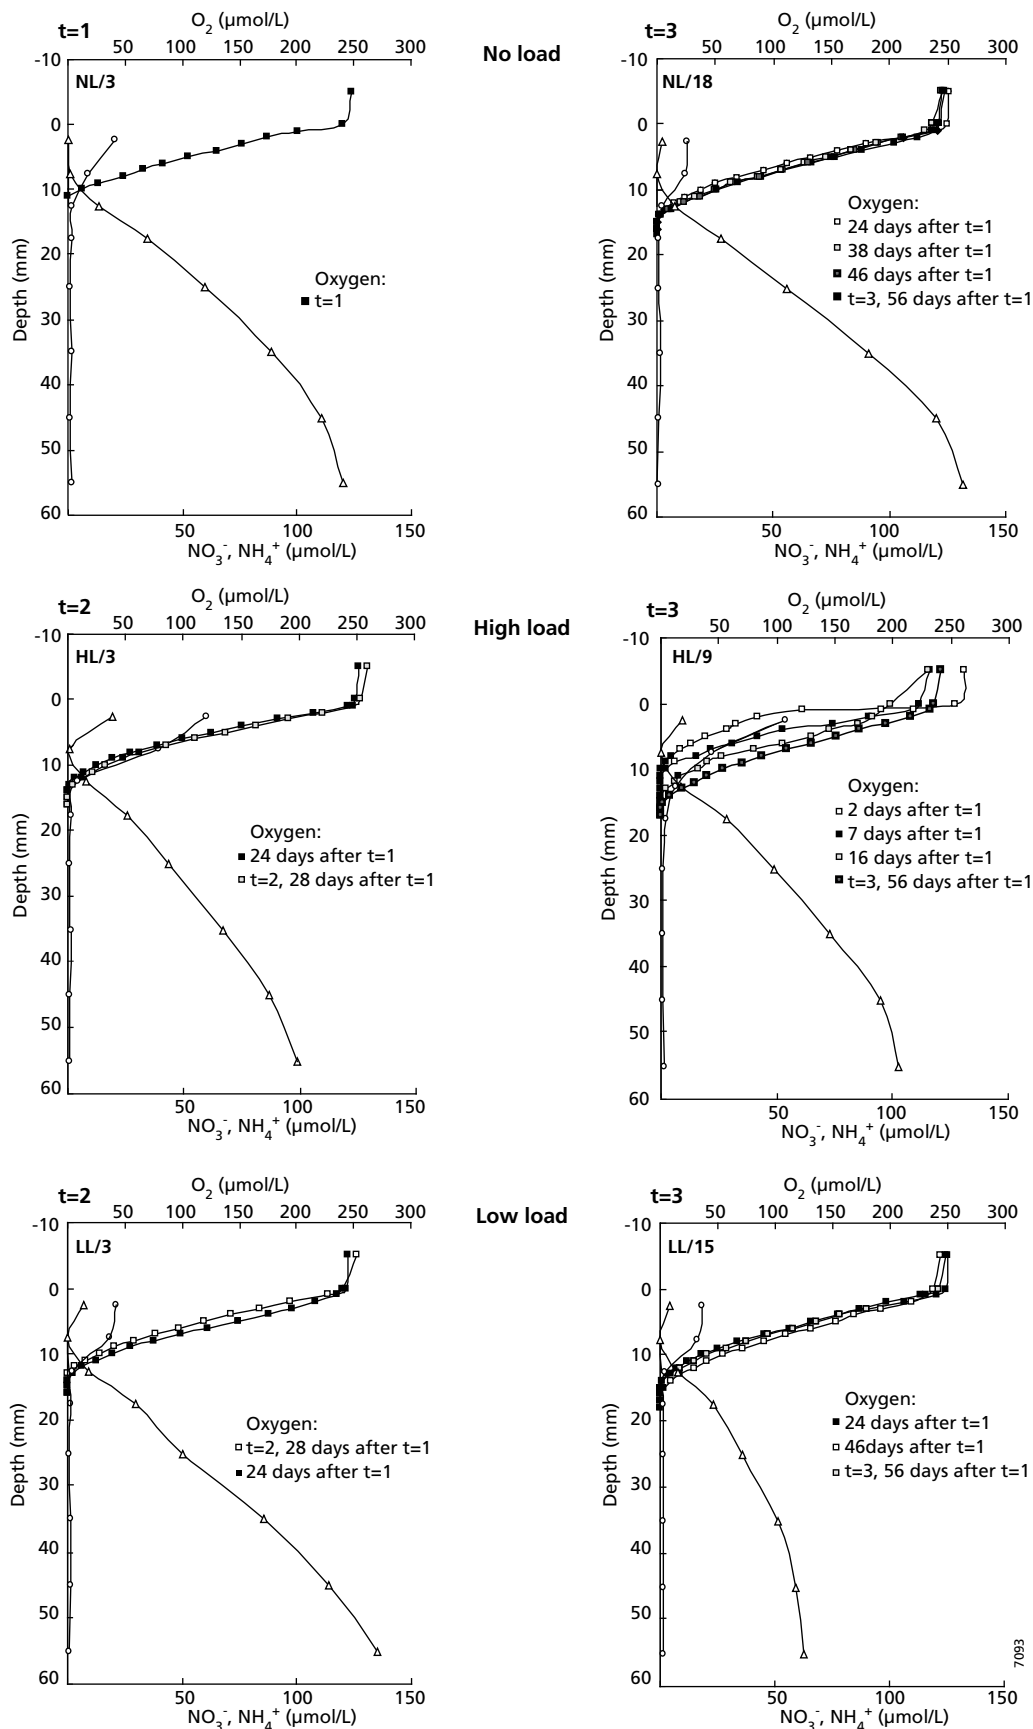 No load
t=1
O2 (µmol/L)
50 100 150 200 250 300
NL/3
-10
0
10
20
30
40
50
60
Depth (mm)
Oxygen:
t=1
50 100 150
NO3-, NH4+ (µmol/L)
t=3
O2 (µmol/L)
50 100 150 200 250 300
NL/18
-10
0
10
20
30
40
50
60
Depth (mm)
Oxygen:
24 days after t=1
38 days after t=1
46 days after t=1
t=3, 56 days after t=1
50 100 150
NO3-, NH4+ (µmol/L)
High load
t=2
O2 (µmol/L)
50 100 150 200 250 300
HL/3
-10
0
10
20
30
40
50
60
Depth (mm)
Oxygen:
24 days after t=1
t=2, 28 days after t=1
50 100 150
NO3-, NH4+ (µmol/L)
t=3
O2 (µmol/L)
50 100 150 200 250 300
HL/9
-10
0
10
20
30
40
50
60
Depth (mm)
Oxygen:
2 days after t=1
7 days after t=1
16 days after t=1
t=3, 56 days after t=1
50 100 150
NO3-, NH4+ (µmol/L)
Low load
t=2
O2 (µmol/L)
50 100 150 200 250 300
LL/3
-10
0
10
20
30
40
50
60
Depth (mm)
Oxygen:
t=2, 28 days after t=1
24 days after t=1
50 100 150
NO3-, NH4+ (µmol/L)
t=3
O2 (µmol/L)
50 100 150 200 250 300
LL/15
-10
0
10
20
30
40
50
60
Depth (mm)
Oxygen:
24 days after t=1
46days after t=1
t=3, 56 days after t=1
50 100 150
NO3-, NH4+ (µmol/L)
7093